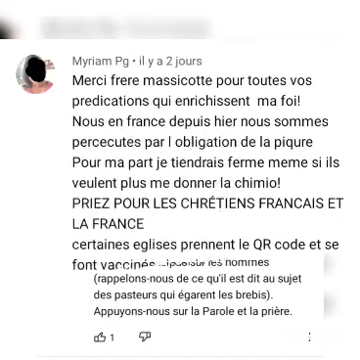 Myriam Pg • il y a 2 jours
Merci frere massicotte pour toutes vos
predications qui enrichissent ma foi!
Nous en france depuis hier nous sommes
percecutes par l obligation de la piqure
Pour ma part je tiendrais ferme meme si ils
veulent plus me donner la chimio!
PRIEZ POUR LES CHRÉTIENS FRANCAIS ET
LA FRANCE
certaines eglises prennent le QR code et se
font vaccinés
les hommes
(rappelons-nous de ce qu'il est dit au sujet
des pasteurs qui égarent les brebis).
Appuyons-nous sur la Parole et la prière.
1